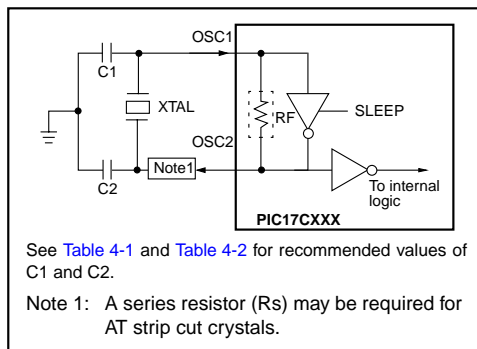 OSC1
C1
XTAL
RF
SLEEP
OSC2
Note1
C2
To internal
logic
PIC17CXXX
See Table 4-1 and Table 4-2 for recommended values of
C1 and C2.
Note 1: A series resistor (Rs) may be required for
AT strip cut crystals.